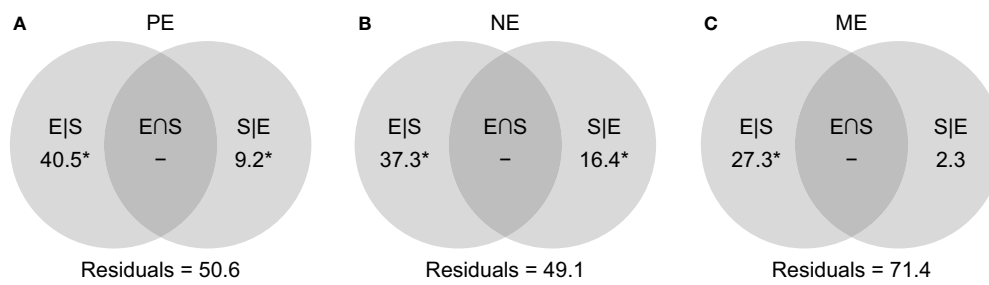 A PE
E|S E∩S S|E
40.5* – 9.2*
Residuals = 50.6
B NE
E|S E∩S S|E
37.3* – 16.4*
Residuals = 49.1
C ME
E|S E∩S S|E
27.3* – 2.3
Residuals = 71.4